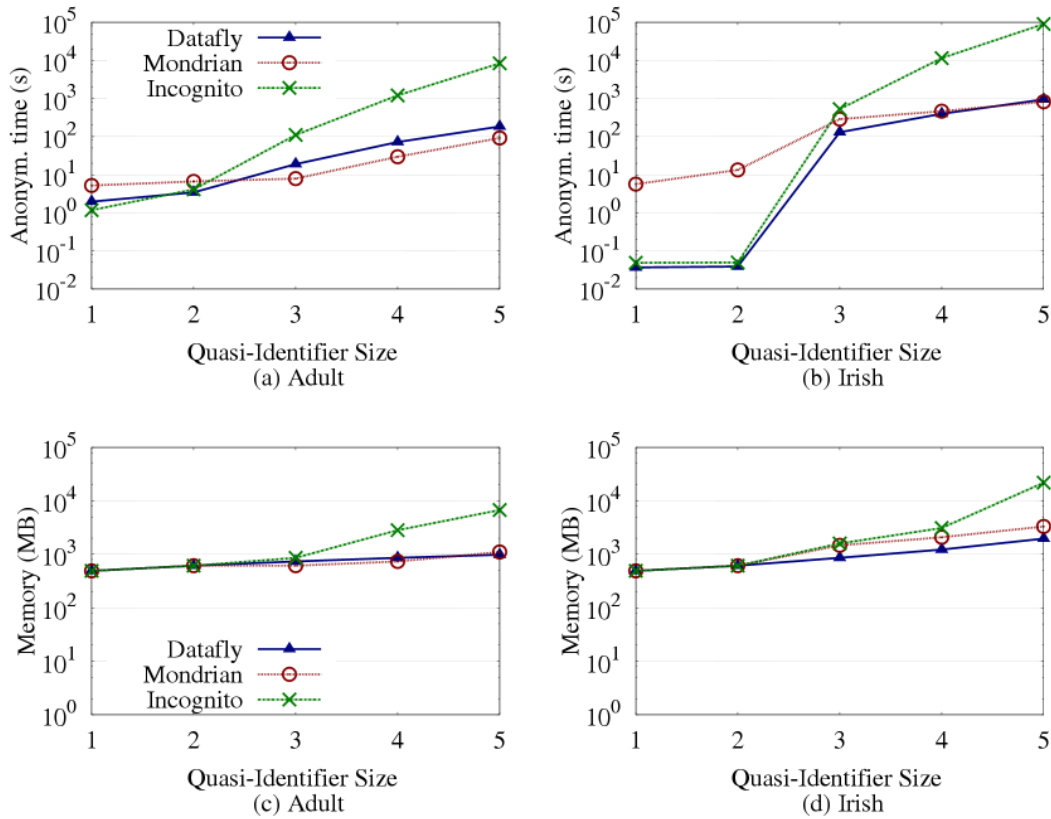 Anonym. time (s)
10^5
10^4
10^3
10^2
10^1
10^0
10^-1
10^-2
Datafly
Mondrian
Incognito
1 2 3 4 5
Quasi-Identifier Size
(a) Adult
Anonym. time (s)
10^5
10^4
10^3
10^2
10^1
10^0
10^-1
10^-2
1 2 3 4 5
Quasi-Identifier Size
(b) Irish
Memory (MB)
10^5
10^4
10^3
10^2
10^1
10^0
Datafly
Mondrian
Incognito
1 2 3 4 5
Quasi-Identifier Size
(c) Adult
Memory (MB)
10^5
10^4
10^3
10^2
10^1
10^0
1 2 3 4 5
Quasi-Identifier Size
(d) Irish